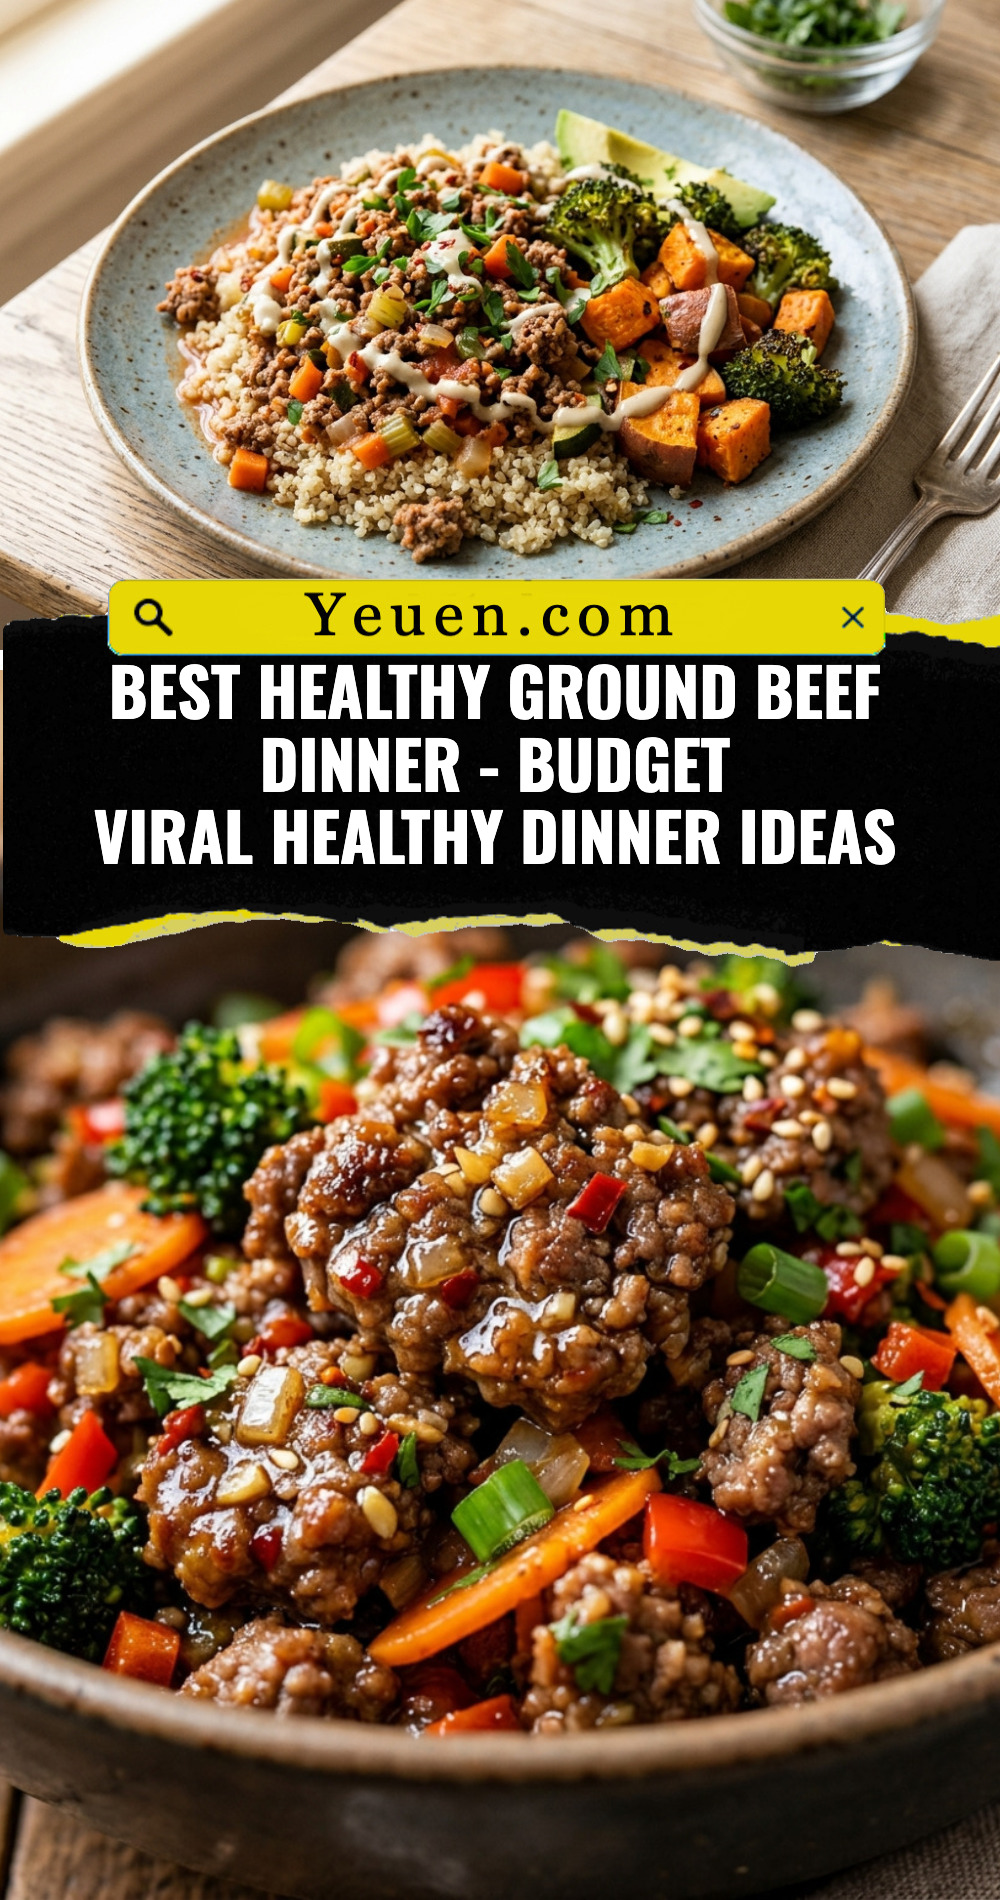 Yeuen.com
BEST HEALTHY GROUND BEEF
DINNER - BUDGET
VIRAL HEALTHY DINNER IDEAS